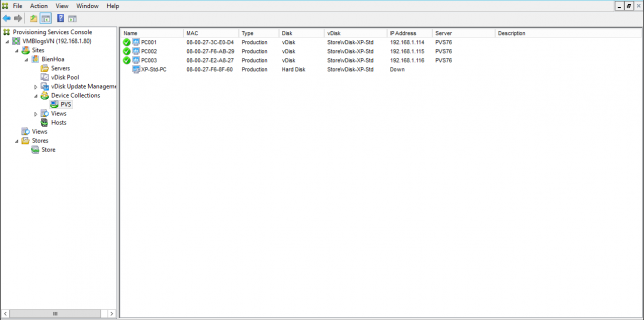 File Action View Window Help
Provisioning Services Console
VMBlogsVN (192.168.1.80)
Sites
BienHoa
Servers
vDisk Pool
vDisk Update Manageme
Device Collections
PVS
Views
Hosts
Views
Stores
Store
Name MAC Type Disk vDisk IP Address Server Description
PC001 08-00-27-3C-E0-D4 Production vDisk Store\vDisk-XP-Std 192.168.1.114 PVS76
PC002 08-00-27-F6-AB-29 Production vDisk Store\vDisk-XP-Std 192.168.1.115 PVS76
PC003 08-00-27-E2-A8-27 Production vDisk Store\vDisk-XP-Std 192.168.1.116 PVS76
XP-Std-PC 08-00-27-F6-8F-60 Production Hard Disk Store\vDisk-XP-Std Down